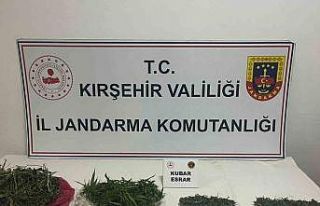 T.C.
KIRŞEHİR VALİLİĞİ
İL JANDARMA KOMUTANLIĞI
KUBAR
ESRAR